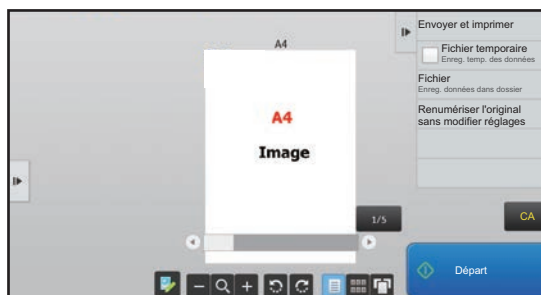 A4
A4
Image
1/5
Envoyer et imprimer
Fichier temporaire
Enreg. temp. des données
Fichier
Enreg. données dans dossier
Renumériser l'original
sans modifier réglages
CA
Départ